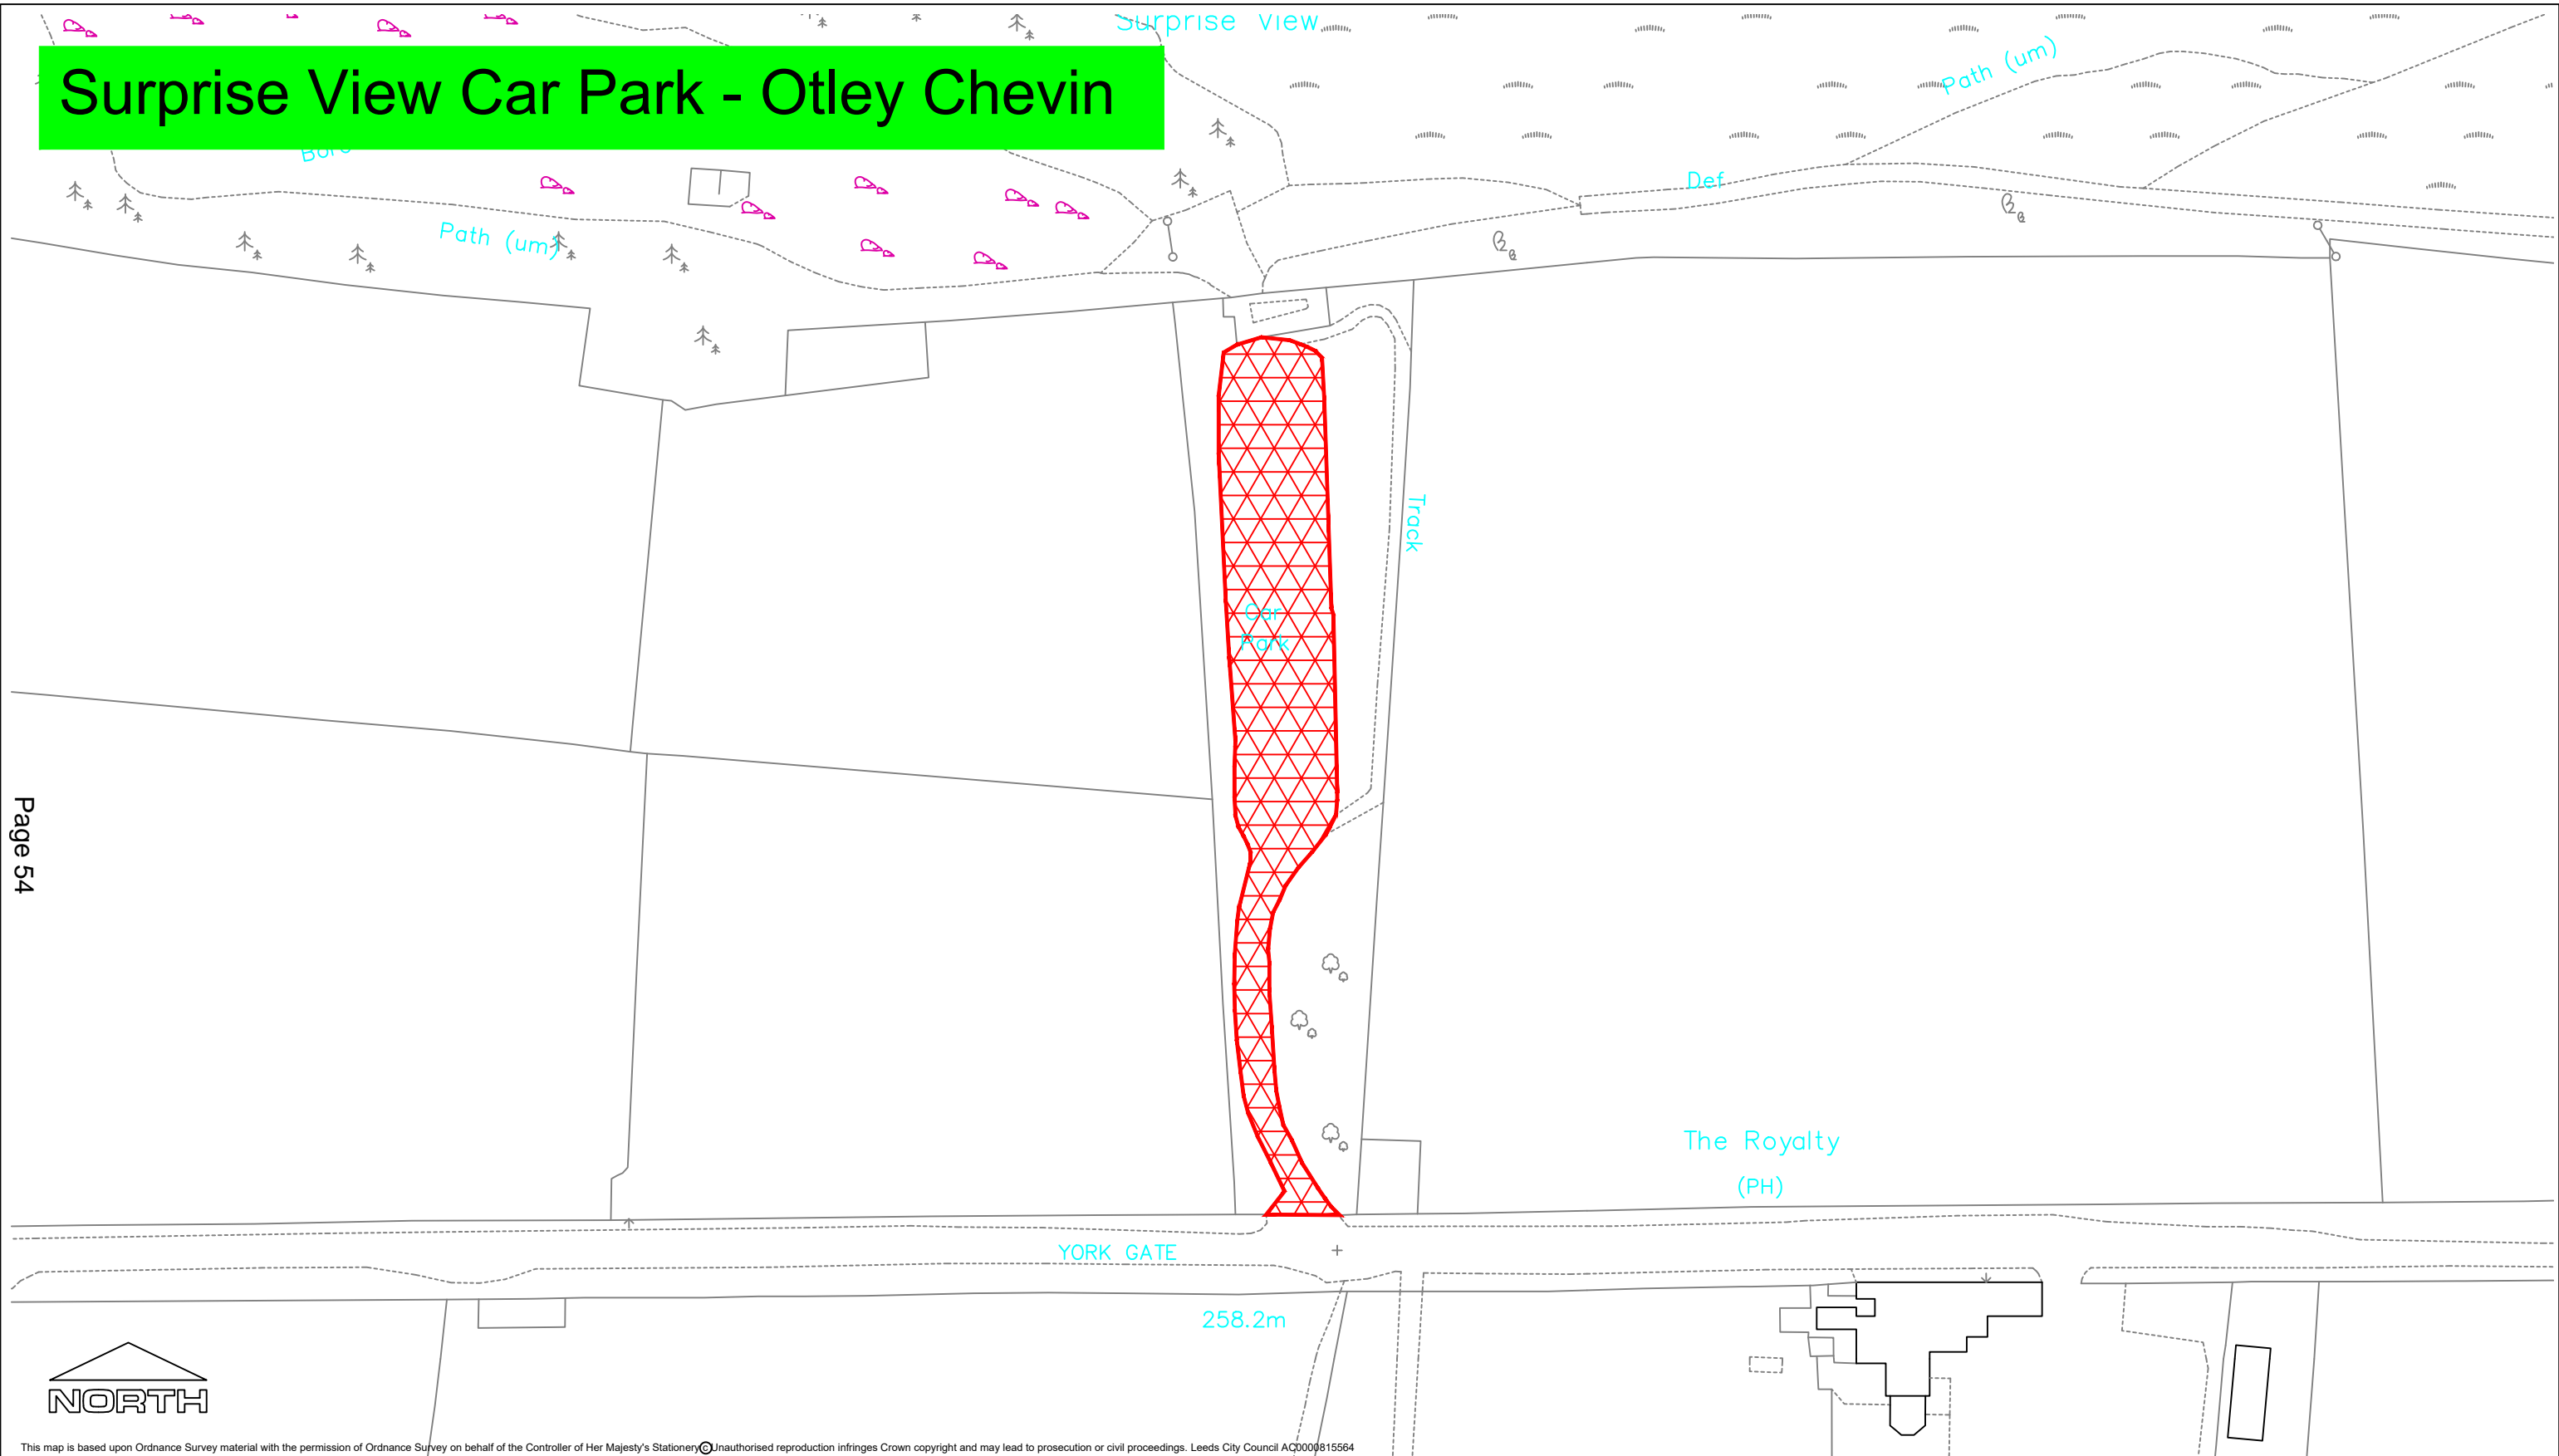 Surprise View
Surprise View Car Park - Otley Chevin
Path (um)
Def
Path (um)
Track
Car
Park
Page 54
The Royalty
(PH)
YORK GATE
258.2m
NORTH
This map is based upon Ordnance Survey material with the permission of Ordnance Survey on behalf of the Controller of Her Majesty's Stationery © Unauthorised reproduction infringes Crown copyright and may lead to prosecution or civil proceedings. Leeds City Council AC0000815564